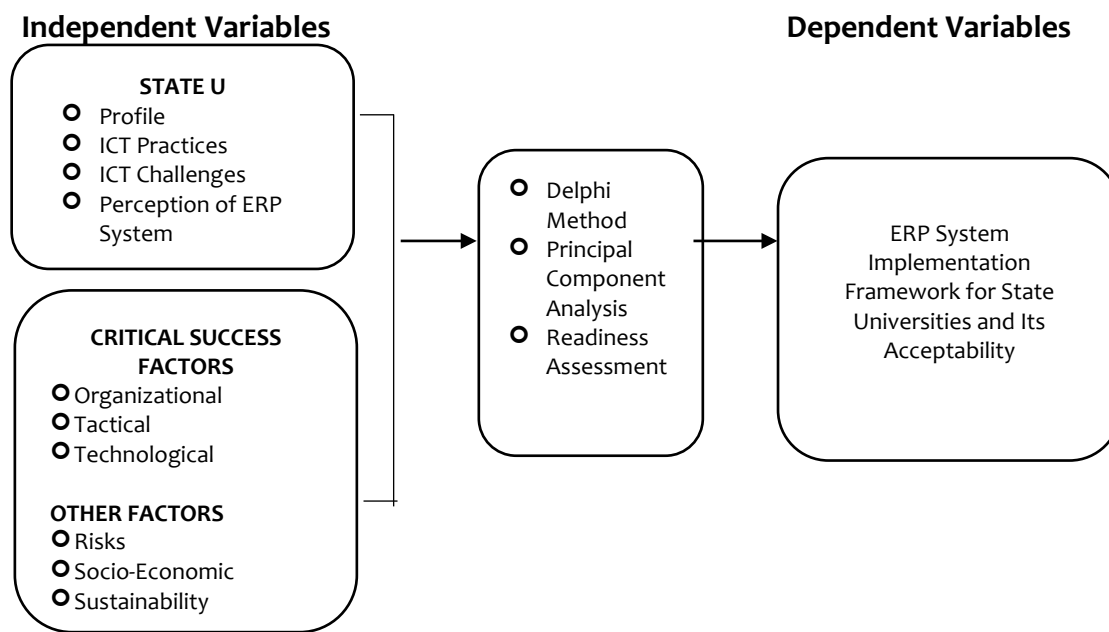 Independent Variables
STATE U
Profile
ICT Practices
ICT Challenges
Perception of ERP
System
CRITICAL SUCCESS
FACTORS
Organizational
Tactical
Technological
OTHER FACTORS
Risks
Socio-Economic
Sustainability
Delphi
Method
Principal
Component
Analysis
Readiness
Assessment
Dependent Variables
ERP System
Implementation
Framework for State
Universities and Its
Acceptability